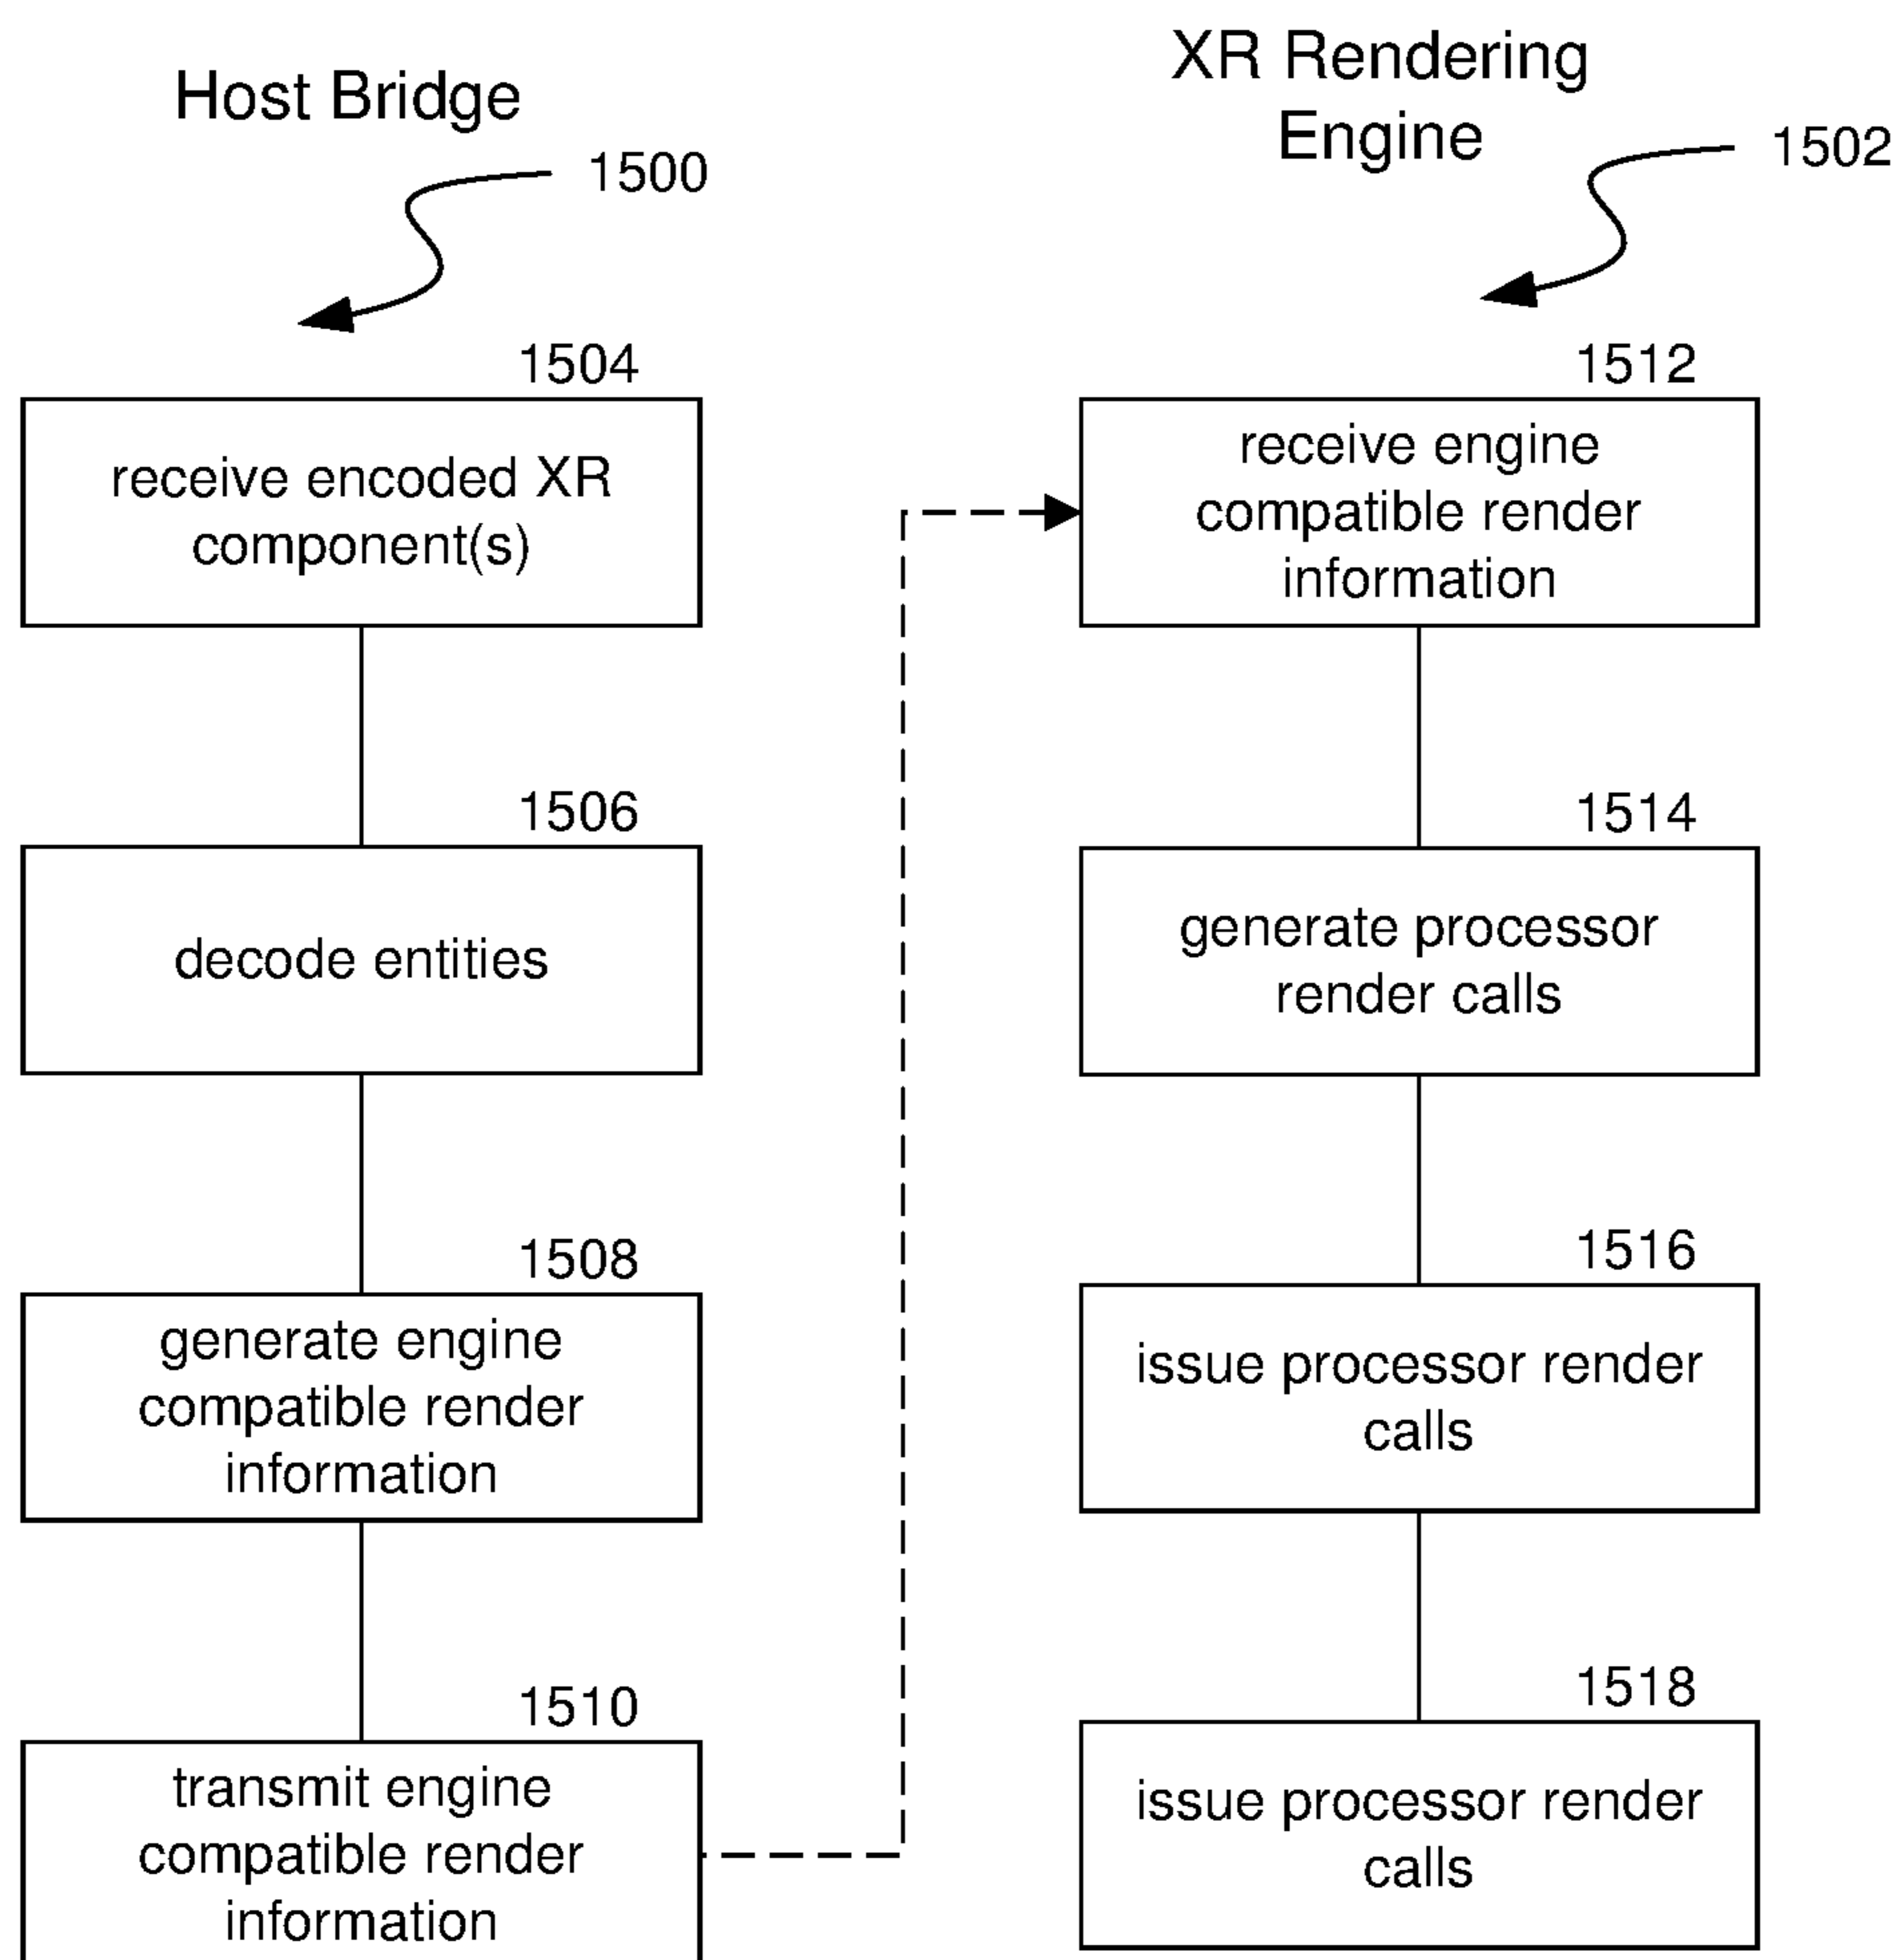 Host Bridge
1500
1504
receive encoded XR
component(s)
1506
decode entities
1508
generate engine
compatible render
information
1510
transmit engine
compatible render
information
XR Rendering
Engine
1502
1512
receive engine
compatible render
information
1514
generate processor
render calls
1516
issue processor render
calls
1518
issue processor render
calls